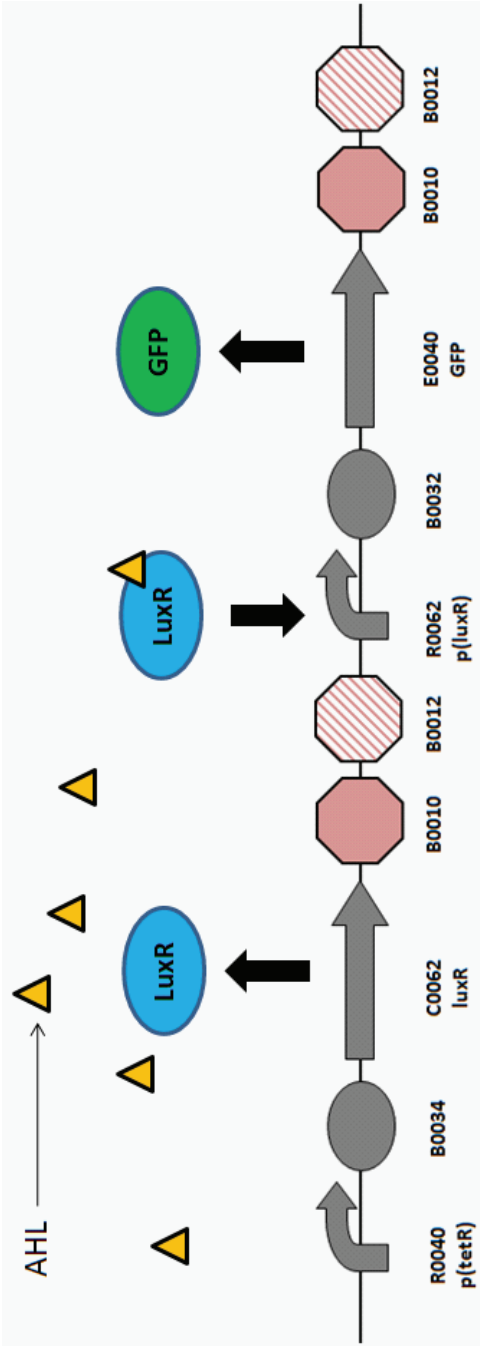 AHL
LuxR
LuxR
GFP
R0040
p(tetR)
B0034
C0062
luxR
B0010
B0012
R0062
p(luxR)
B0032
E0040
GFP
B0010
B0012